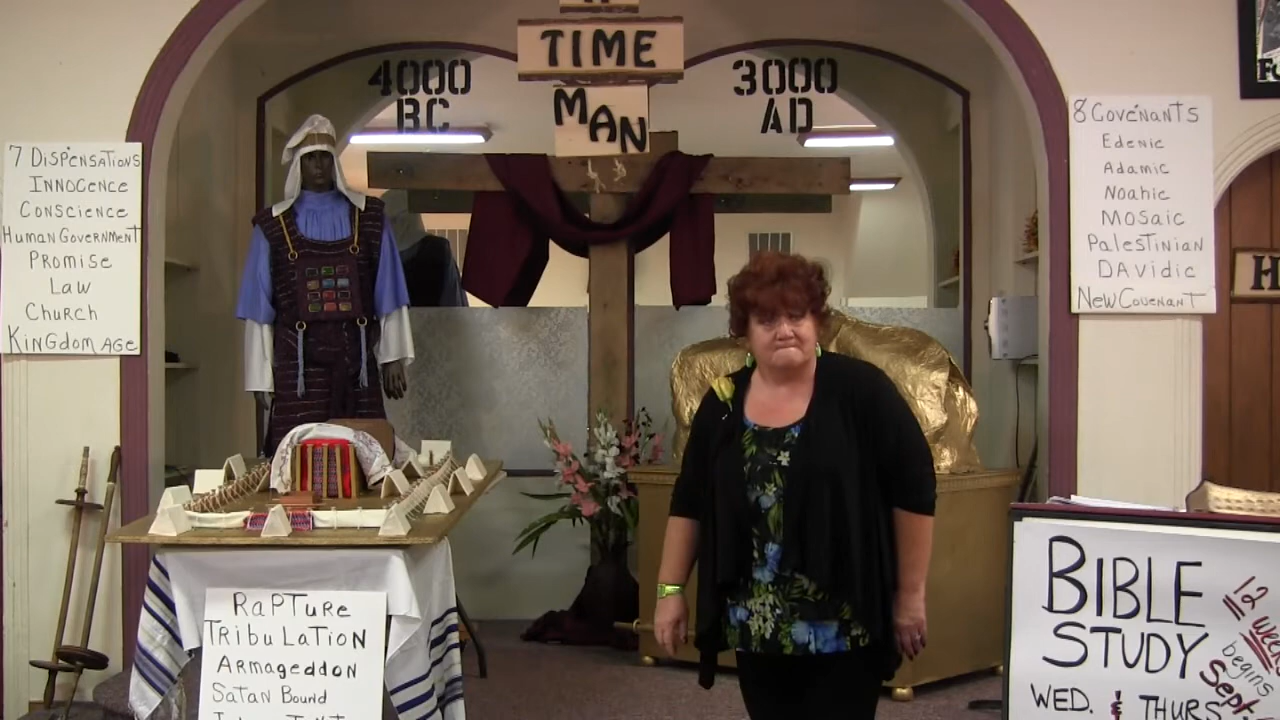 TIME
MAN
4000
BC
3000
AD
7 DISPENSATIONS
INNOCENCE
CONSCIENCE
HUMAN GOVERNMENT
PROMISE
LAW
CHURCH
KINGDOM AGE
8 COVENANTS
Edenic
Adamic
Noahic
Mosaic
Palestinian
DAvidic
New Covenant
RAPTure
TRibuLATION
Armageddon
Satan Bound
BIBLE
STUDY
WED. & THURS
12 weeks
begins
Sept